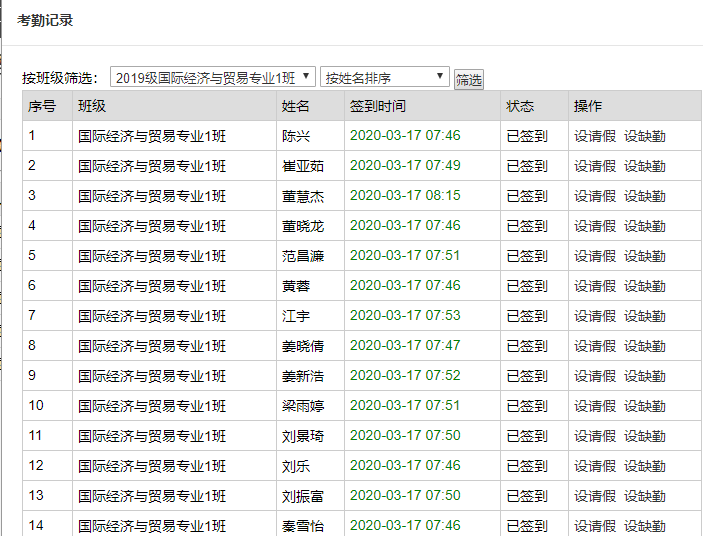 考勤记录
按班级筛选： 2019级国际经济与贸易专业1班 按姓名排序 筛选
序号 班级 姓名 签到时间 状态 操作
1 国际经济与贸易专业1班 陈兴 2020-03-17 07:46 已签到 设请假 设缺勤
2 国际经济与贸易专业1班 崔亚茹 2020-03-17 07:49 已签到 设请假 设缺勤
3 国际经济与贸易专业1班 董慧杰 2020-03-17 08:15 已签到 设请假 设缺勤
4 国际经济与贸易专业1班 董晓龙 2020-03-17 07:46 已签到 设请假 设缺勤
5 国际经济与贸易专业1班 范昌濂 2020-03-17 07:51 已签到 设请假 设缺勤
6 国际经济与贸易专业1班 黄蓉 2020-03-17 07:46 已签到 设请假 设缺勤
7 国际经济与贸易专业1班 江宇 2020-03-17 07:53 已签到 设请假 设缺勤
8 国际经济与贸易专业1班 姜晓倩 2020-03-17 07:47 已签到 设请假 设缺勤
9 国际经济与贸易专业1班 姜新浩 2020-03-17 07:52 已签到 设请假 设缺勤
10 国际经济与贸易专业1班 梁雨婷 2020-03-17 07:51 已签到 设请假 设缺勤
11 国际经济与贸易专业1班 刘景琦 2020-03-17 07:50 已签到 设请假 设缺勤
12 国际经济与贸易专业1班 刘乐 2020-03-17 07:46 已签到 设请假 设缺勤
13 国际经济与贸易专业1班 刘振富 2020-03-17 07:50 已签到 设请假 设缺勤
14 国际经济与贸易专业1班 秦雪怡 2020-03-17 07:46 已签到 设请假 设缺勤